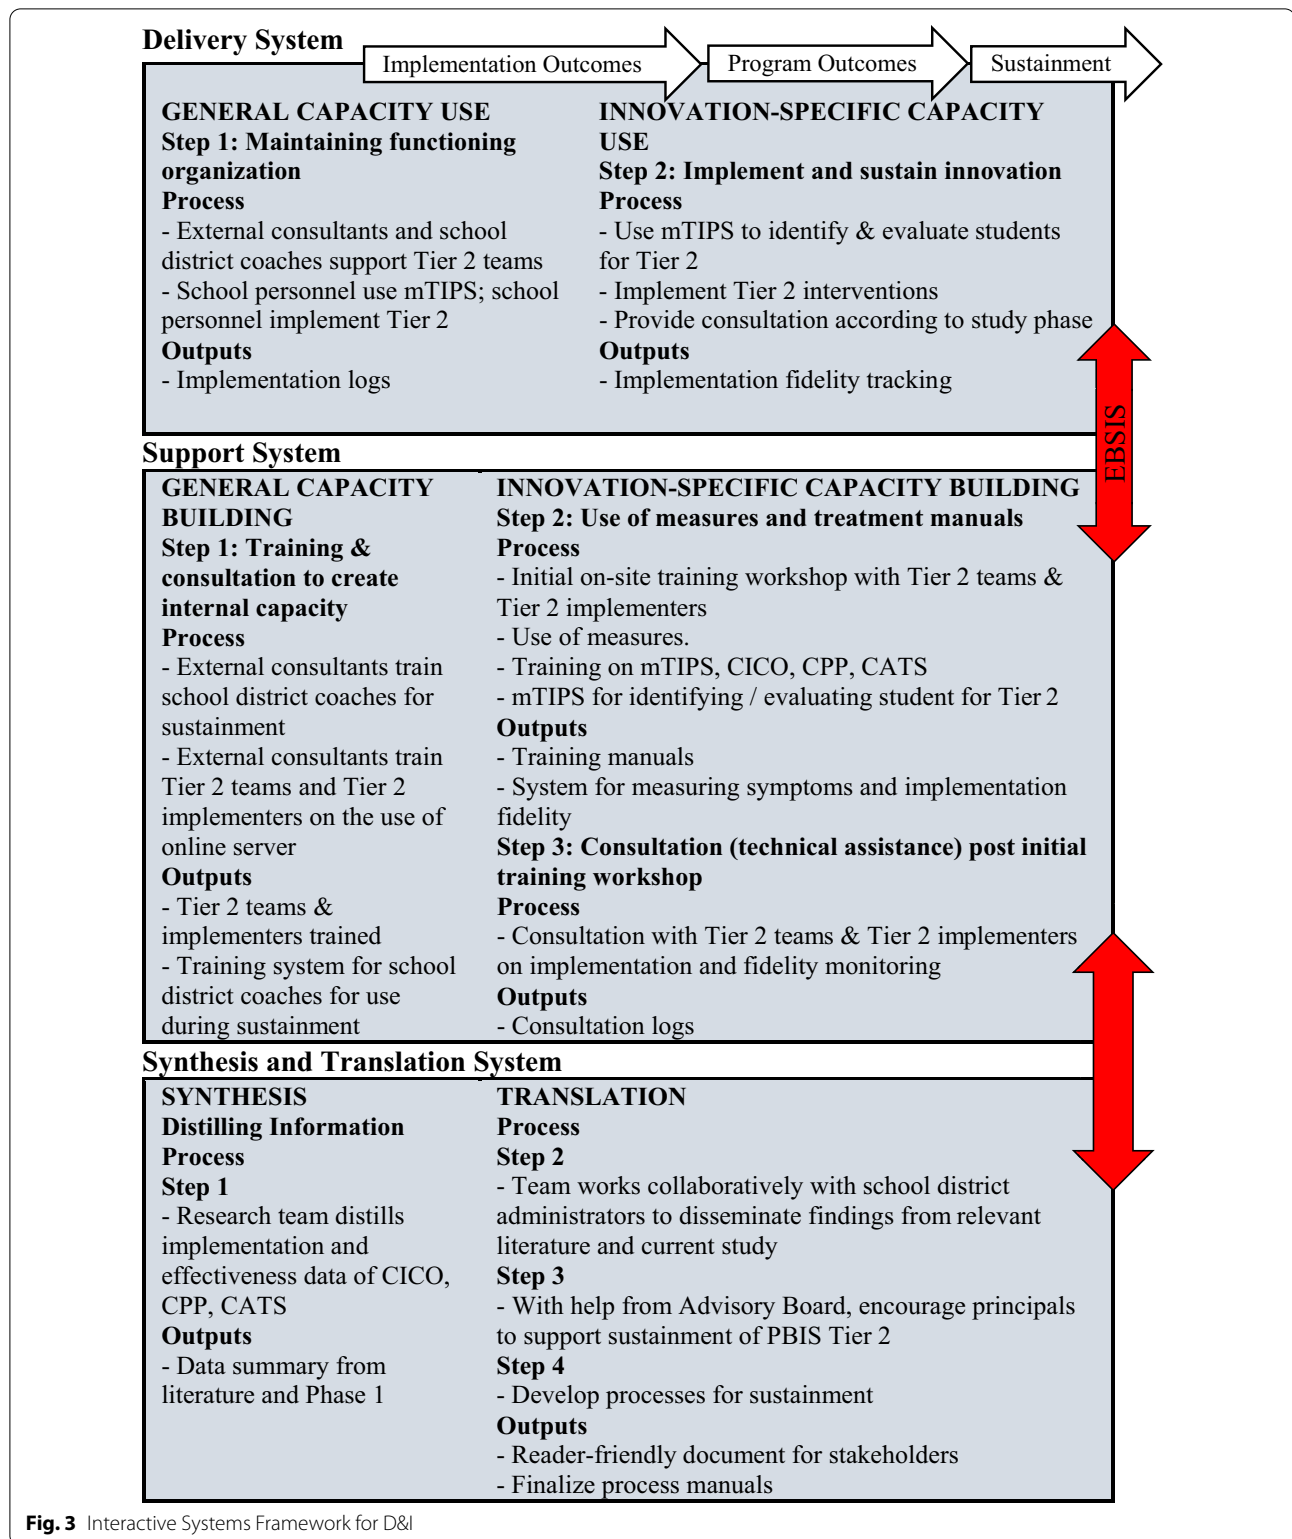 Delivery System
Implementation Outcomes
Program Outcomes
Sustainment
GENERAL CAPACITY USE
Step 1: Maintaining functioning
organization
Process
- External consultants and school
district coaches support Tier 2 teams
- School personnel use mTIPS; school
personnel implement Tier 2
Outputs
- Implementation logs
INNOVATION-SPECIFIC CAPACITY
USE
Step 2: Implement and sustain innovation
Process
- Use mTIPS to identify & evaluate students
for Tier 2
- Implement Tier 2 interventions
- Provide consultation according to study phase
Outputs
- Implementation fidelity tracking
EBSIS
Support System
GENERAL CAPACITY
BUILDING
Step 1: Training &
consultation to create
internal capacity
Process
- External consultants train
school district coaches for
sustainment
- External consultants train
Tier 2 teams and Tier 2
implementers on the use of
online server
Outputs
- Tier 2 teams &
implementers trained
- Training system for school
district coaches for use
during sustainment
INNOVATION-SPECIFIC CAPACITY BUILDING
Step 2: Use of measures and treatment manuals
Process
- Initial on-site training workshop with Tier 2 teams &
Tier 2 implementers
- Use of measures.
- Training on mTIPS, CICO, CPP, CATS
- mTIPS for identifying / evaluating student for Tier 2
Outputs
- Training manuals
- System for measuring symptoms and implementation
fidelity
Step 3: Consultation (technical assistance) post initial
training workshop
Process
- Consultation with Tier 2 teams & Tier 2 implementers
on implementation and fidelity monitoring
Outputs
- Consultation logs
Synthesis and Translation System
SYNTHESIS
Distilling Information
Process
Step 1
- Research team distills
implementation and
effectiveness data of CICO,
CPP, CATS
Outputs
- Data summary from
literature and Phase 1
TRANSLATION
Process
Step 2
- Team works collaboratively with school district
administrators to disseminate findings from relevant
literature and current study
Step 3
- With help from Advisory Board, encourage principals
to support sustainment of PBIS Tier 2
Step 4
- Develop processes for sustainment
Outputs
- Reader-friendly document for stakeholders
- Finalize process manuals
Fig. 3 Interactive Systems Framework for D&I